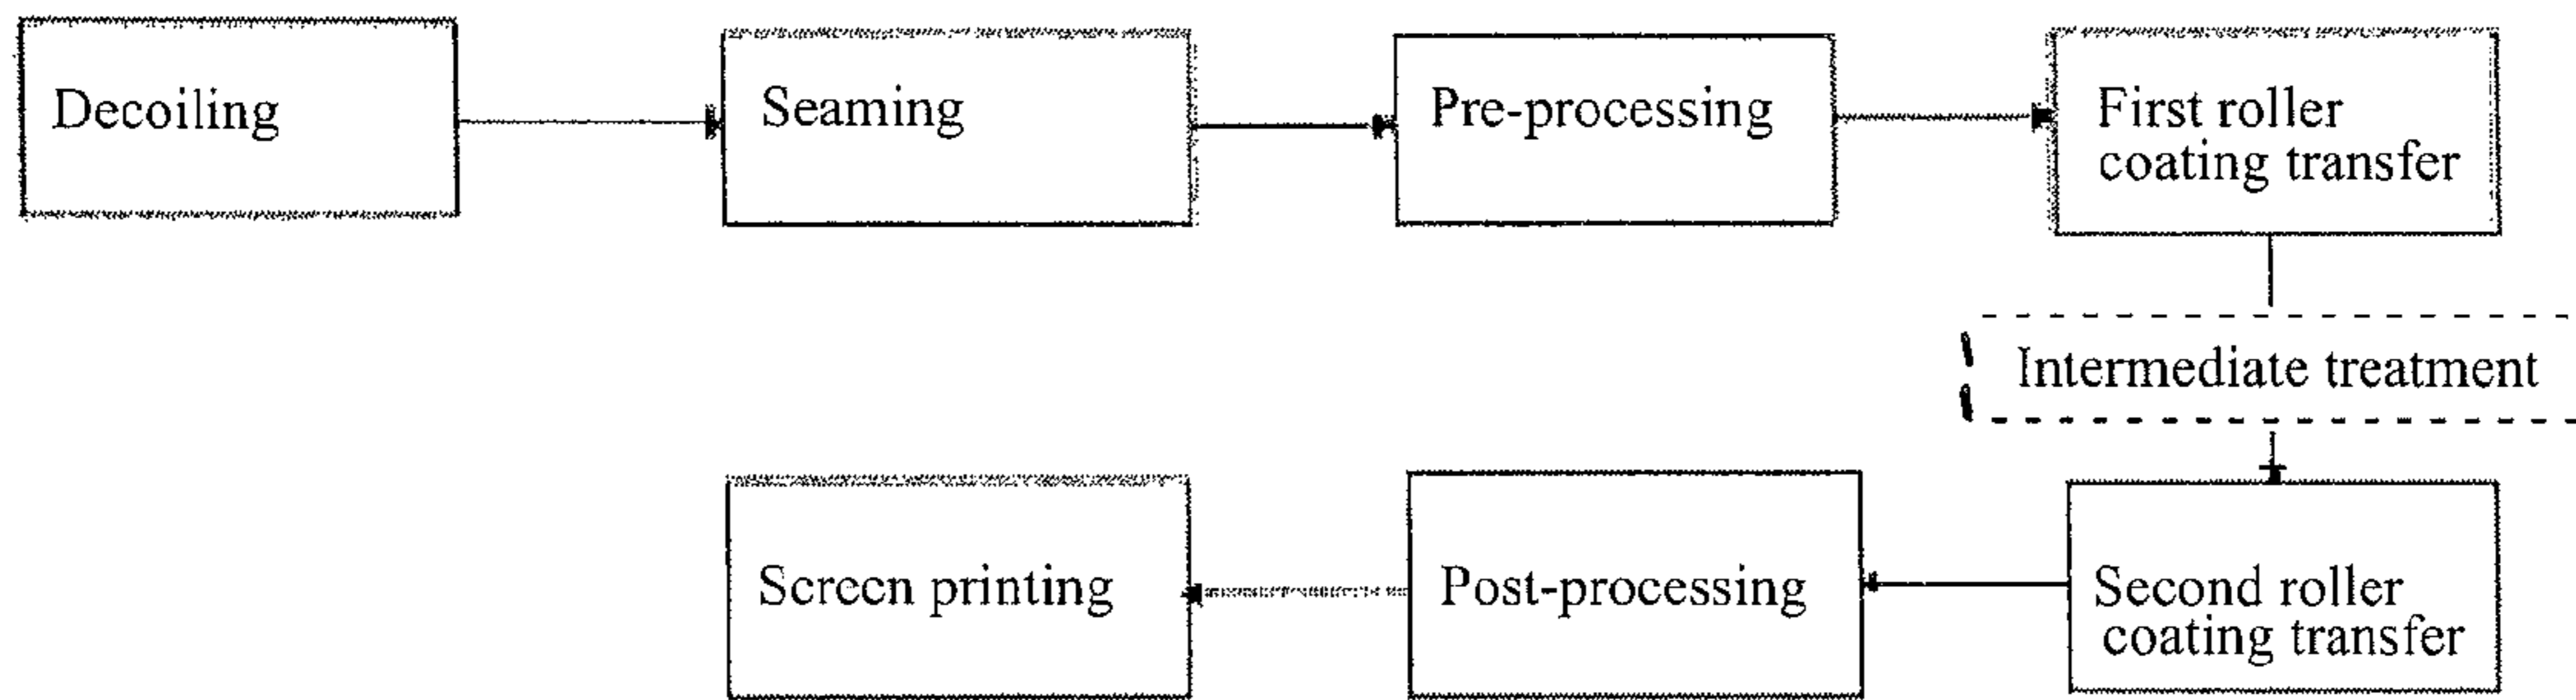 Decoiling
Seaming
Pre-processing
First roller
coating transfer
Intermediate treatment
Second roller
coating transfer
Post-processing
Screen printing